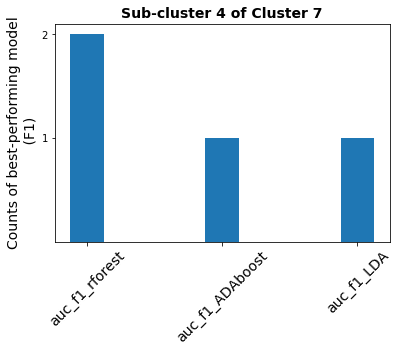 Sub-cluster 4 of Cluster 7
Counts of best-performing model
(F1)
2
1
auc_f1_rforest
auc_f1_ADAboost
auc_f1_LDA